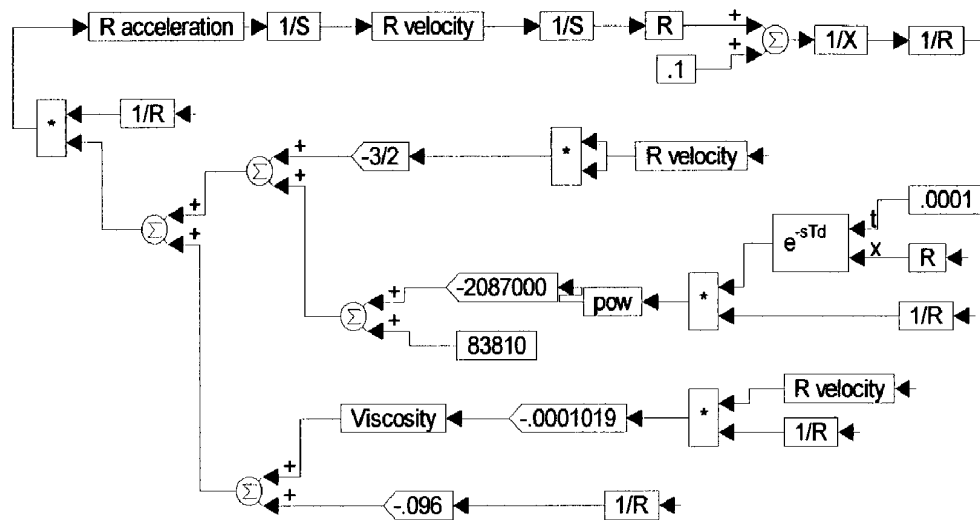 R acceleration 1/S R velocity 1/S R + Σ 1/X 1/R
+
.1
* 1/R
+ Σ + -3/2 * R velocity
+
+ Σ +
.0001
t
e^-sTd
x R
+ -2087000 pow *
Σ +
83810
1/R
R velocity
+ Viscosity -.0001019 *
1/R
Σ +
-.096 1/R